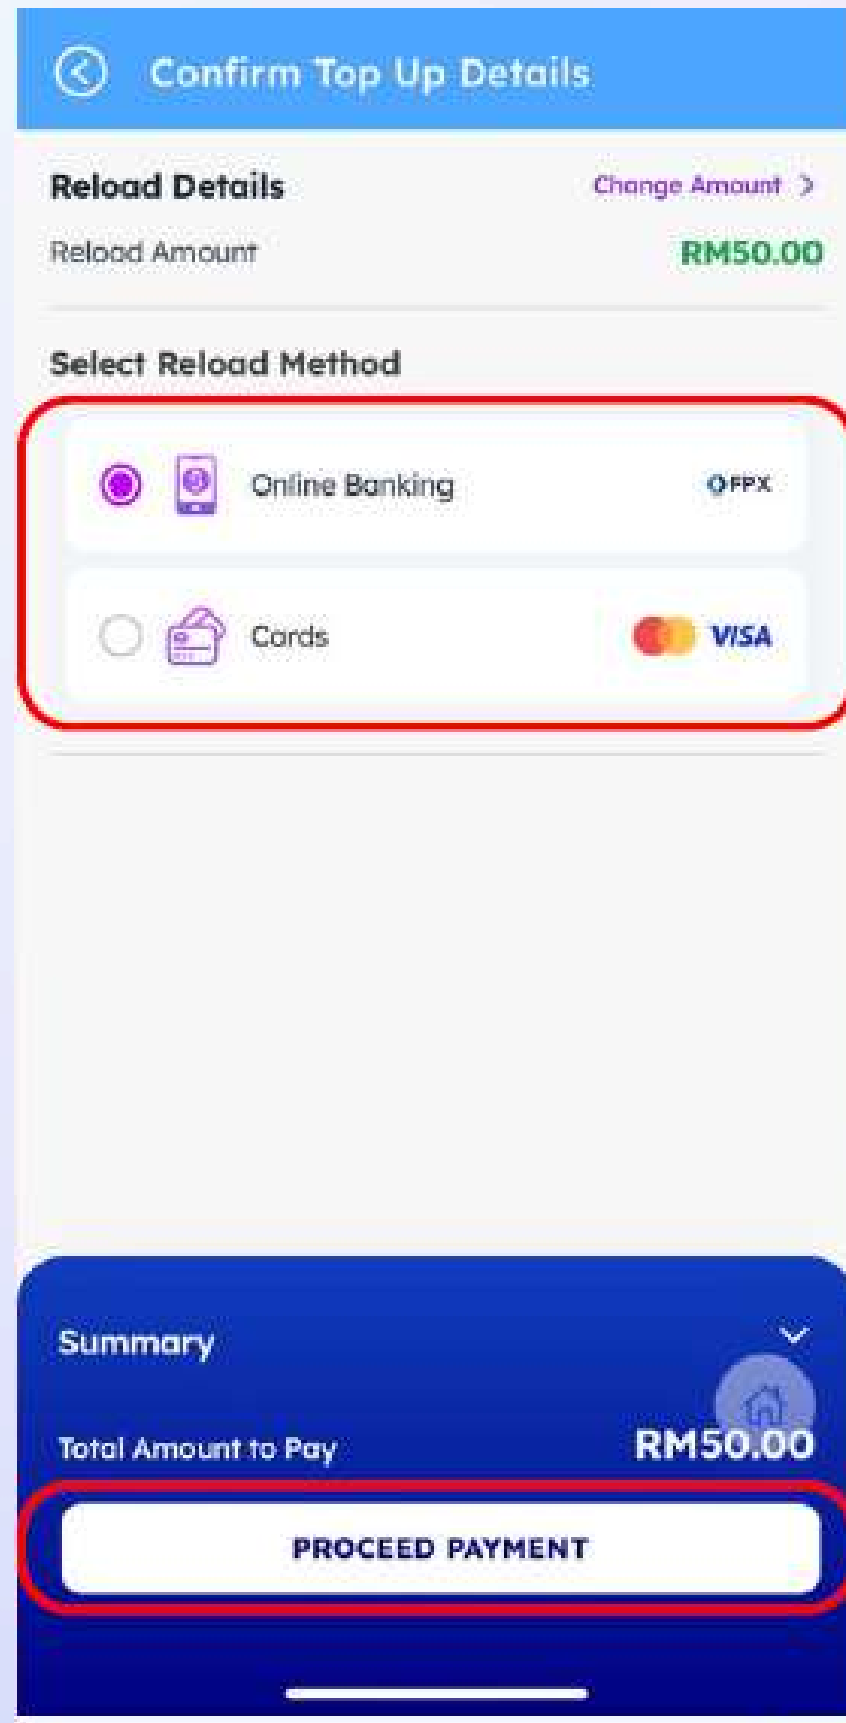 Confirm Top Up Details
Reload Details
Change Amount >
Reload Amount
RM50.00
Select Reload Method
Online Banking
FPX
Cards
VISA
Summary
Total Amount to Pay
RM50.00
PROCEED PAYMENT